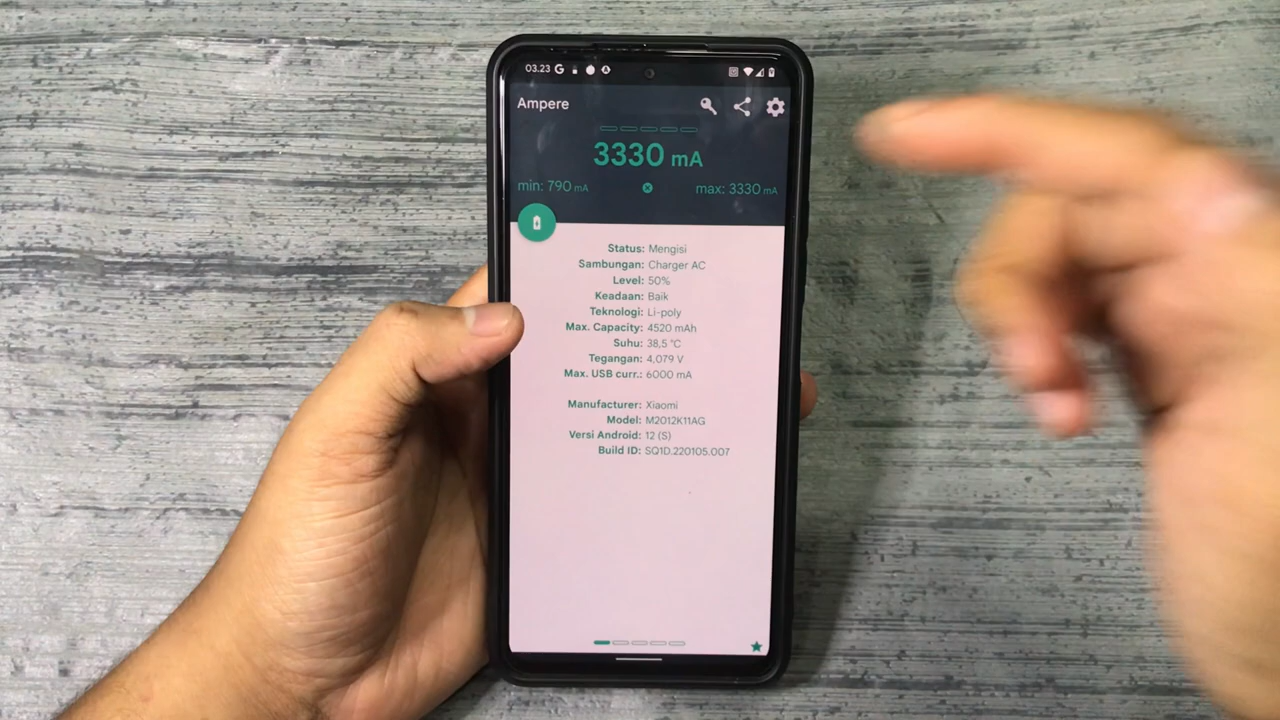 03.23
Ampere
3330 mA
min: 790 mA
max: 3330 mA
Status: Mengisi
Sambungan: Charger AC
Level: 50%
Keadaan: Baik
Teknologi: Li-poly
Max. Capacity: 4520 mAh
Suhu: 38,5 °C
Tegangan: 4,079 V
Max. USB curr.: 6000 mA
Manufacturer: Xiaomi
Model: M2012K11AG
Versi Android: 12 (S)
Build ID: SQ1D.220105.007